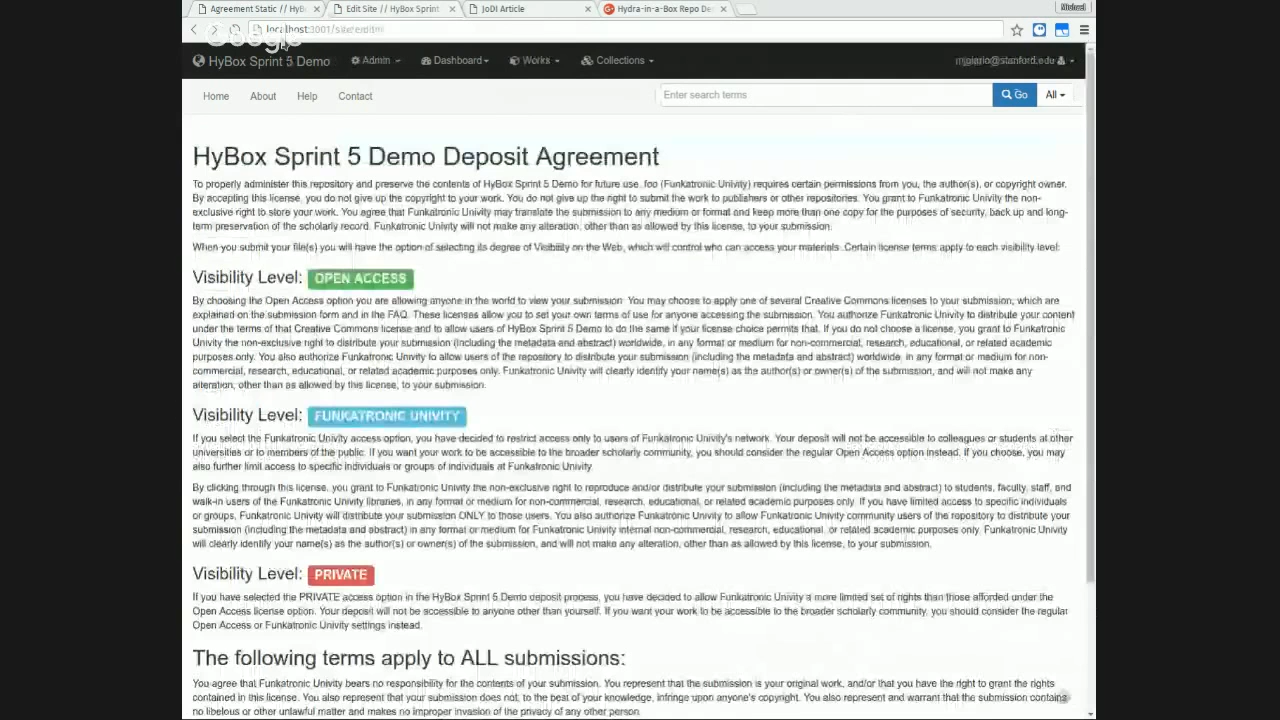 Agreement Static // HyB
Edit Site // HyBox Sprint
JoDI Article
Hydra-in-a-Box Repo De
Michael
localhost:3001/site/edit
Google
HyBox Sprint 5 Demo
Admin
Dashboard
Works
Collections
mjgiarlo@stanford.edu
Home
About
Help
Contact
Enter search terms
Go
All
HyBox Sprint 5 Demo Deposit Agreement
To properly administer this repository and preserve the contents of HyBox Sprint 5 Demo for future use, foo (Funkatronic Univity) requires certain permissions from you, the author(s), or copyright owner.
By accepting this license, you do not give up the copyright to your work. You do not give up the right to submit the work to publishers or other repositories. You grant to Funkatronic Univity the non-
exclusive right to store your work. You agree that Funkatronic Univity may translate the submission to any medium or format and keep more than one copy for the purposes of security, back up and long-
term preservation of the scholarly record. Funkatronic Univity will not make any alteration, other than as allowed by this license, to your submission.
When you submit your file(s) you will have the option of selecting its degree of Visibility on the Web, which will control who can access your materials. Certain license terms apply to each visibility level:
Visibility Level: OPEN ACCESS
By choosing the Open Access option you are allowing anyone in the world to view your submission. You may choose to apply one of several Creative Commons licenses to your submission, which are
explained on the submission form and in the FAQ. These licenses allow you to set your own terms of use for anyone accessing the submission. You authorize Funkatronic Univity to distribute your content
under the terms of that Creative Commons license and to allow users of HyBox Sprint 5 Demo to do the same if your license choice permits that. If you do not choose a license, you grant to Funkatronic
Univity the non-exclusive right to distribute your submission (including the metadata and abstract) worldwide, in any format or medium for non-commercial, research, educational, or related academic
purposes only. You also authorize Funkatronic Univity to allow users of the repository to distribute your submission (including the metadata and abstract) worldwide, in any format or medium for non-
commercial, research, educational, or related academic purposes only. Funkatronic Univity will clearly identify your name(s) as the author(s) or owner(s) of the submission, and will not make any
alteration, other than as allowed by this license, to your submission.
Visibility Level: FUNKATRONIC UNIVITY
If you select the Funkatronic Univity access option, you have decided to restrict access only to users of Funkatronic Univity's network. Your deposit will not be accessible to colleagues or students at other
universities or to members of the public. If you want your work to be accessible to the broader scholarly community, you should consider the regular Open Access option instead. If you choose, you may
also further limit access to specific individuals or groups of individuals at Funkatronic Univity.
By clicking through this license, you grant to Funkatronic Univity the non-exclusive right to reproduce and/or distribute your submission (including the metadata and abstract) to students, faculty, staff, and
walk-in users of the Funkatronic Univity libraries, in any format or medium for non-commercial, research, educational, or related academic purposes only. If you have limited access to specific individuals
or groups, Funkatronic Univity will distribute your submission ONLY to those users. You also authorize Funkatronic Univity to allow Funkatronic Univity community users of the repository to distribute your
submission (including the metadata and abstract) in any format or medium for Funkatronic Univity internal non-commercial, research, educational, or related academic purposes only. Funkatronic Univity
will clearly identify your name(s) as the author(s) or owner(s) of the submission, and will not make any alteration, other than as allowed by this license, to your submission.
Visibility Level: PRIVATE
If you have selected the PRIVATE access option in the HyBox Sprint 5 Demo deposit process, you have decided to allow Funkatronic Univity a more limited set of rights than those afforded under the
Open Access license option. Your deposit will not be accessible to anyone other than yourself. If you want your work to be accessible to the broader scholarly community, you should consider the regular
Open Access or Funkatronic Univity settings instead.
The following terms apply to ALL submissions:
You agree that Funkatronic Univity bears no responsibility for the contents of your submission. You represent that the submission is your original work, and/or that you have the right to grant the rights
contained in this license. You also represent that your submission does not, to the best of your knowledge, infringe upon anyone's copyright. You also represent and warrant that the submission contains
no libelous or other unlawful matter and makes no improper invasion of the privacy of any other person.